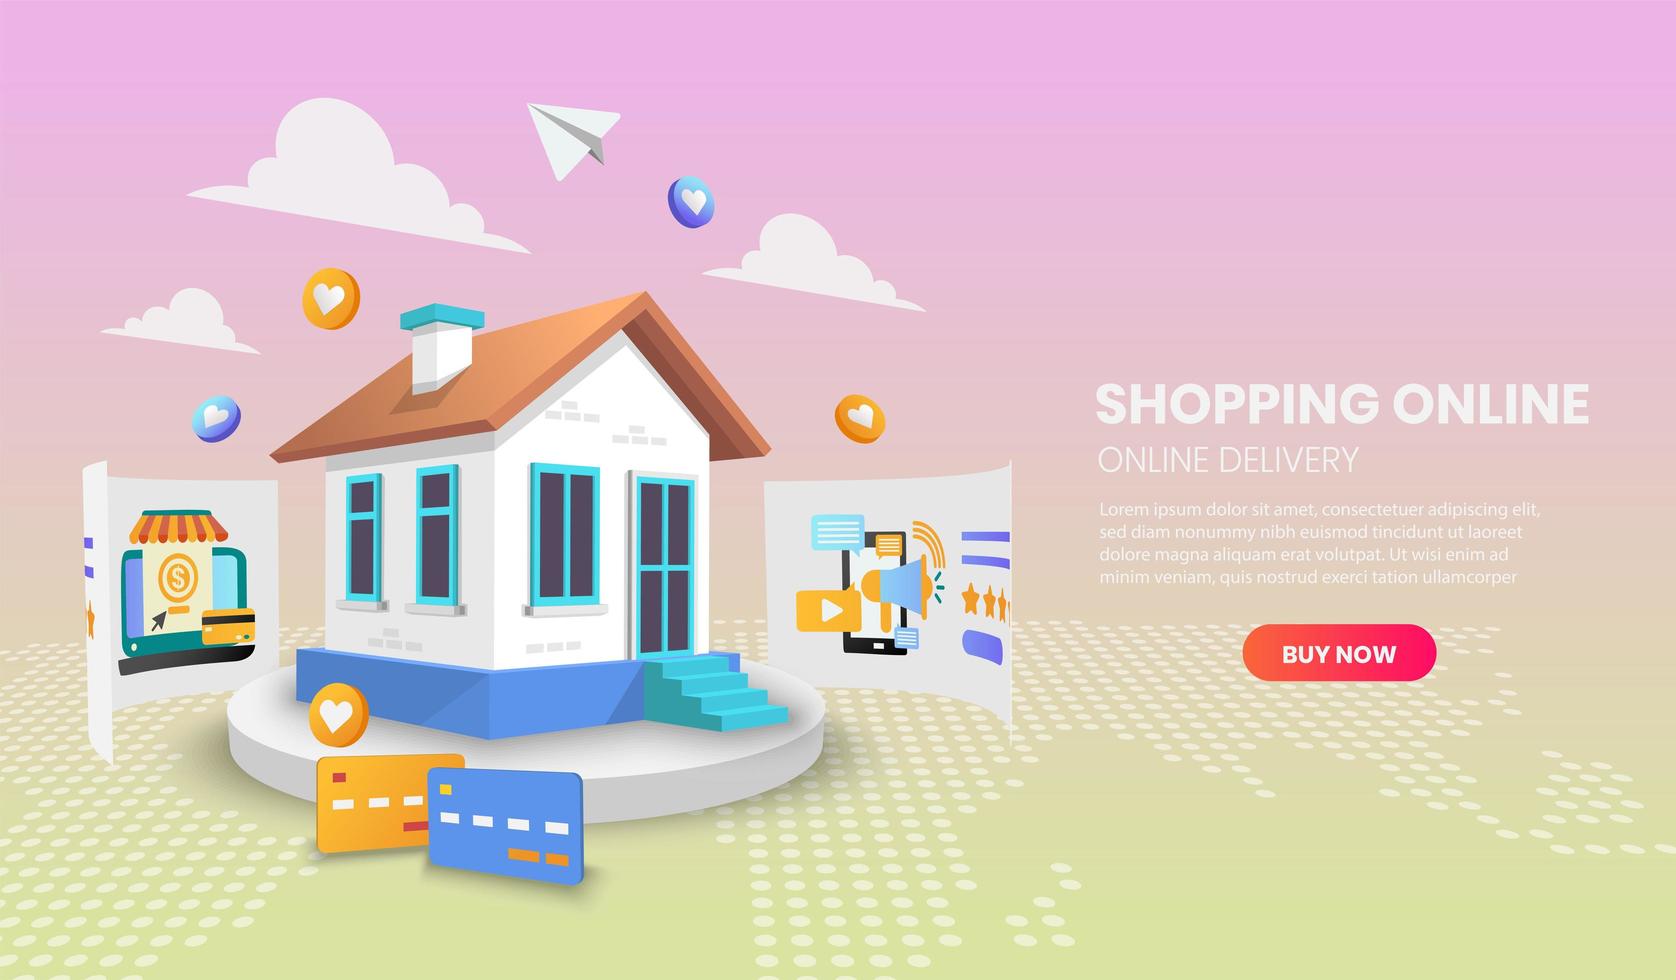 SHOPPING ONLINE
ONLINE DELIVERY
Lorem ipsum dolor sit amet, consectetuer adipiscing elit,
sed diam nonummy nibh euismod tincidunt ut laoreet
dolore magna aliquam erat volutpat. Ut wisi enim ad
minim veniam, quis nostrud exerci tation ullamcorper
BUY NOW
$